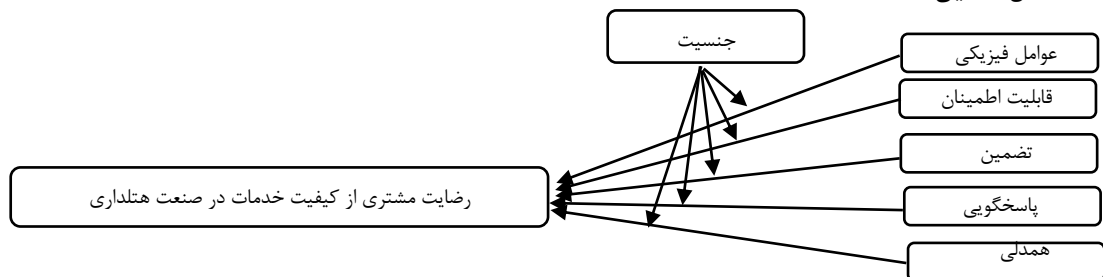 جنسیت
عوامل فیزیکی
قابلیت اطمینان
تضمین
پاسخگویی
همدلی
رضایت مشتری از کیفیت خدمات در صنعت هتلداری